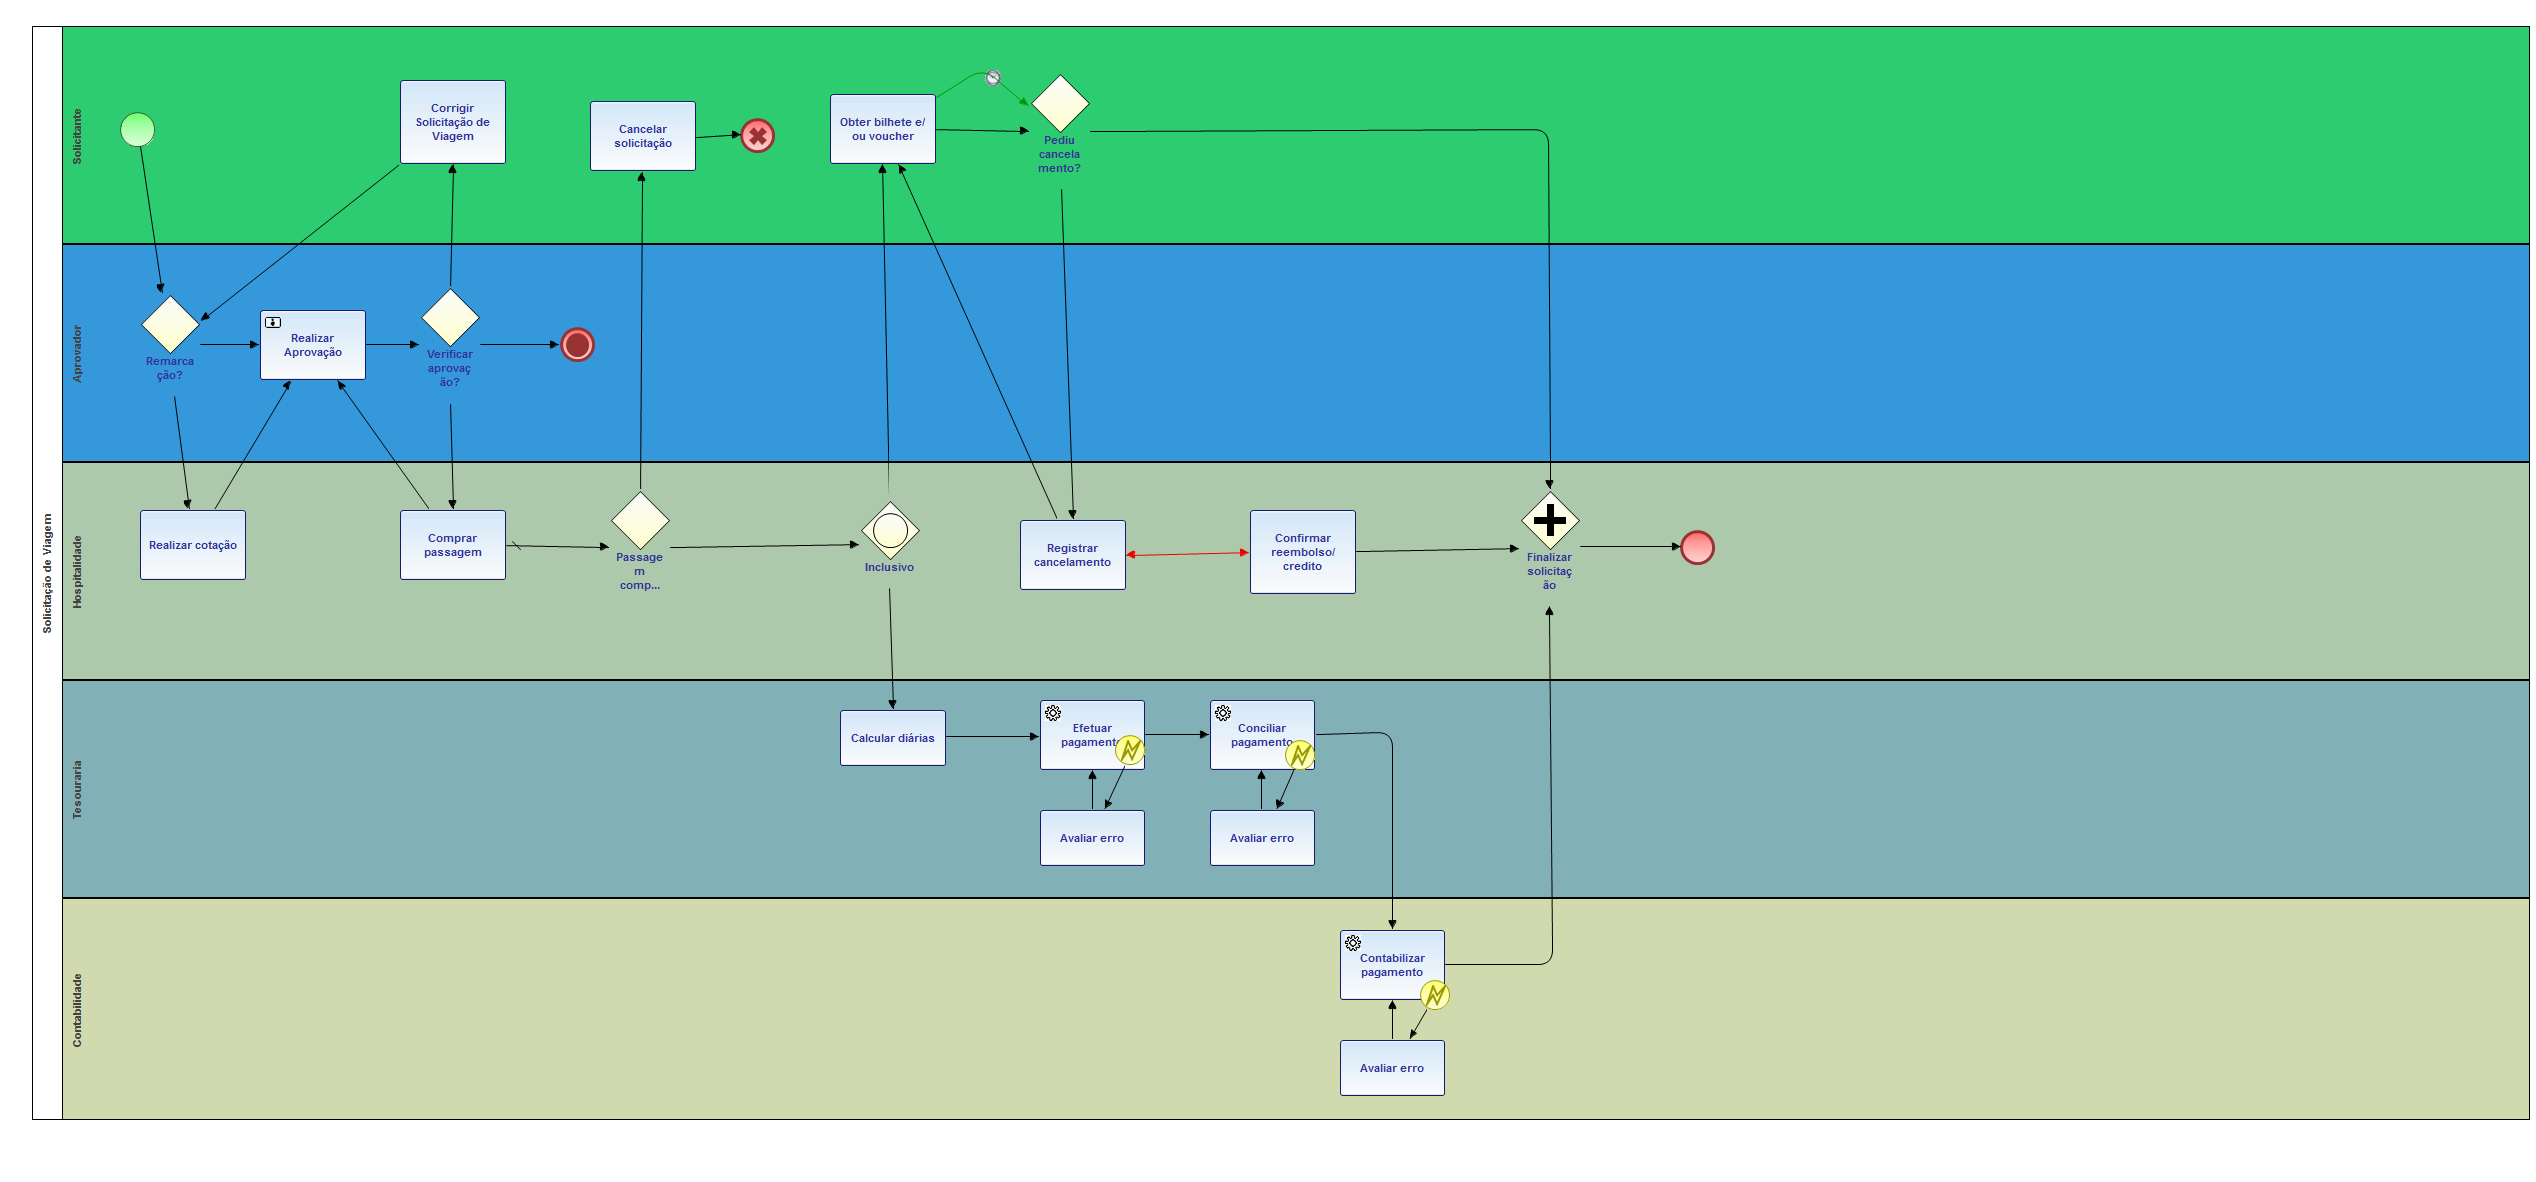 Solicitação de Viagem
Solicitante
Corrigir
Solicitação de
Viagem
Cancelar
solicitação
Obter bilhete e/
ou voucher
Pediu
cancela
mento?
Aprovador
Remarca
ção?
Realizar
Aprovação
Verificar
aprovaç
ão?
Hospitalidade
Realizar cotação
Comprar
passagem
Passage
m
comp...
Inclusivo
Registrar
cancelamento
Confirmar
reembolso/
credito
Finalizar
solicitaç
ão
Tesouraria
Calcular diárias
Efetuar
pagamento
Conciliar
pagamento
Avaliar erro
Avaliar erro
Contabilidade
Contabilizar
pagamento
Avaliar erro